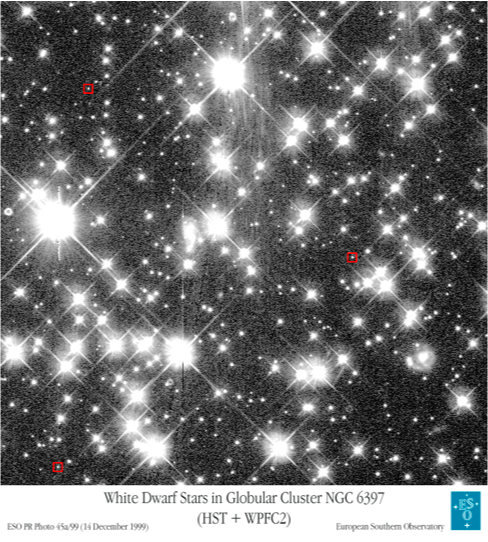 White Dwarf Stars in Globular Cluster NGC 6397
(HST + WPFC2)
ESO PR Photo 45a/99 (14 December 1999)
European Southern Observatory
ES
O